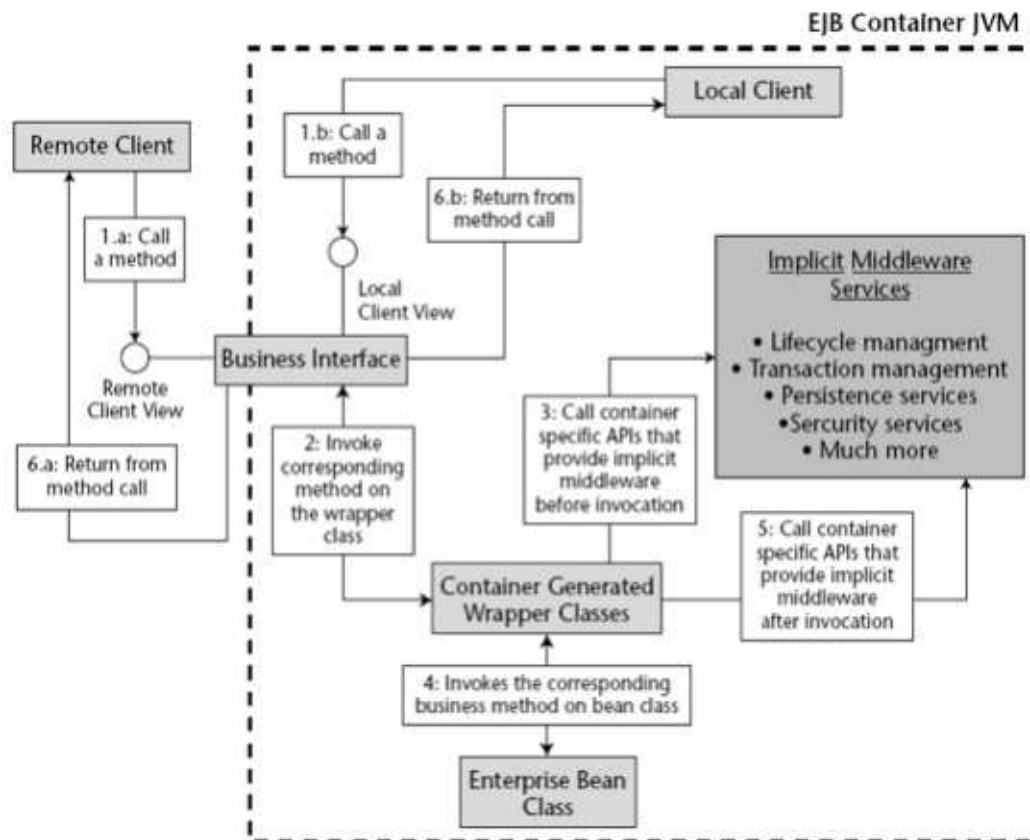 EJB Container JVM
Local Client
Remote Client
1.b: Call a
method
6.b: Return from
method call
1.a: Call
a method
Local
Client View
Implicit Middleware
Services
• Lifecycle managment
• Transaction management
• Persistence services
•Sercurity services
• Much more
Business Interface
Remote
Client View
6.a: Return from
method call
2: Invoke
corresponding
method on
the wrapper
class
3: Call container
specific APIs that
provide implicit
middleware
before invocation
5: Call container
specific APIs that
provide implicit
middleware
after invocation
Container Generated
Wrapper Classes
4: Invokes the corresponding
business method on bean class
Enterprise Bean
Class